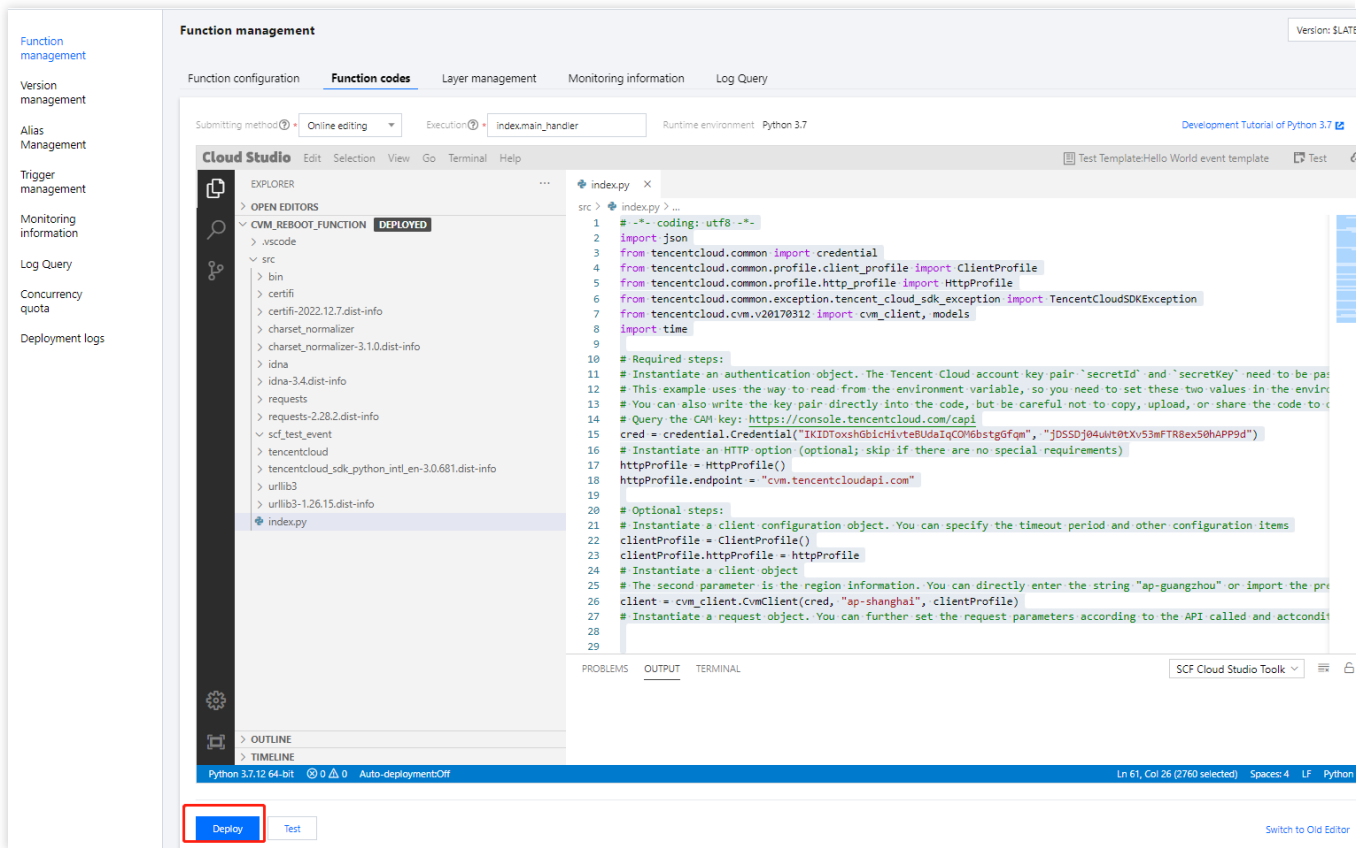 Function management
Version: $LATE
Function
management
Version
management
Alias
Management
Trigger
management
Monitoring
information
Log Query
Concurrency
quota
Deployment logs
Function configuration Function codes Layer management Monitoring information Log Query
Submitting method * Online editing Execution * index.main_handler Runtime environment Python 3.7 Development Tutorial of Python 3.7
Cloud Studio Edit Selection View Go Terminal Help Test Template:Hello World event template Test
EXPLORER ···
OPEN EDITORS
CVM_REBOOT_FUNCTION DEPLOYED
.vscode
src
bin
certifi
certifi-2022.12.7.dist-info
charset_normalizer
charset_normalizer-3.1.0.dist-info
idna
idna-3.4.dist-info
requests
requests-2.28.2.dist-info
scf_test_event
tencentcloud
tencentcloud_sdk_python_intl_en-3.0.681.dist-info
urllib3
urllib3-1.26.15.dist-info
index.py
OUTLINE
TIMELINE
index.py ×
src > index.py > ...
1 # -*- coding: utf8 -*-
2 import json
3 from tencentcloud.common import credential
4 from tencentcloud.common.profile.client_profile import ClientProfile
5 from tencentcloud.common.profile.http_profile import HttpProfile
6 from tencentcloud.common.exception.tencent_cloud_sdk_exception import TencentCloudSDKException
7 from tencentcloud.cvm.v20170312 import cvm_client, models
8 import time
9
10 # Required steps:
11 # Instantiate an authentication object. The Tencent Cloud account key pair `secretId` and `secretKey` need to be pas
12 # This example uses the way to read from the environment variable, so you need to set these two values in the enviro
13 # You can also write the key pair directly into the code, but be careful not to copy, upload, or share the code to o
14 # Query the CAM key: https://console.tencentcloud.com/capi
15 cred = credential.Credential("IKIDToxshGbicHivteBUdaIqCOM6bstgGfqm", "jDSSDj04uWt0tXv53mFTR8ex50hAPP9d")
16 # Instantiate an HTTP option (optional; skip if there are no special requirements)
17 httpProfile = HttpProfile()
18 httpProfile.endpoint = "cvm.tencentcloudapi.com"
19
20 # Optional steps:
21 # Instantiate a client configuration object. You can specify the timeout period and other configuration items
22 clientProfile = ClientProfile()
23 clientProfile.httpProfile = httpProfile
24 # Instantiate a client object
25 # The second parameter is the region information. You can directly enter the string "ap-guangzhou" or import the pre
26 client = cvm_client.CvmClient(cred, "ap-shanghai", clientProfile)
27 # Instantiate a request object. You can further set the request parameters according to the API called and actcondit
28
29
PROBLEMS OUTPUT TERMINAL SCF Cloud Studio Toolk
Python 3.7.12 64-bit 0 0 Auto-deployment:Off Ln 61, Col 26 (2760 selected) Spaces: 4 LF Python
Deploy Test
Switch to Old Editor